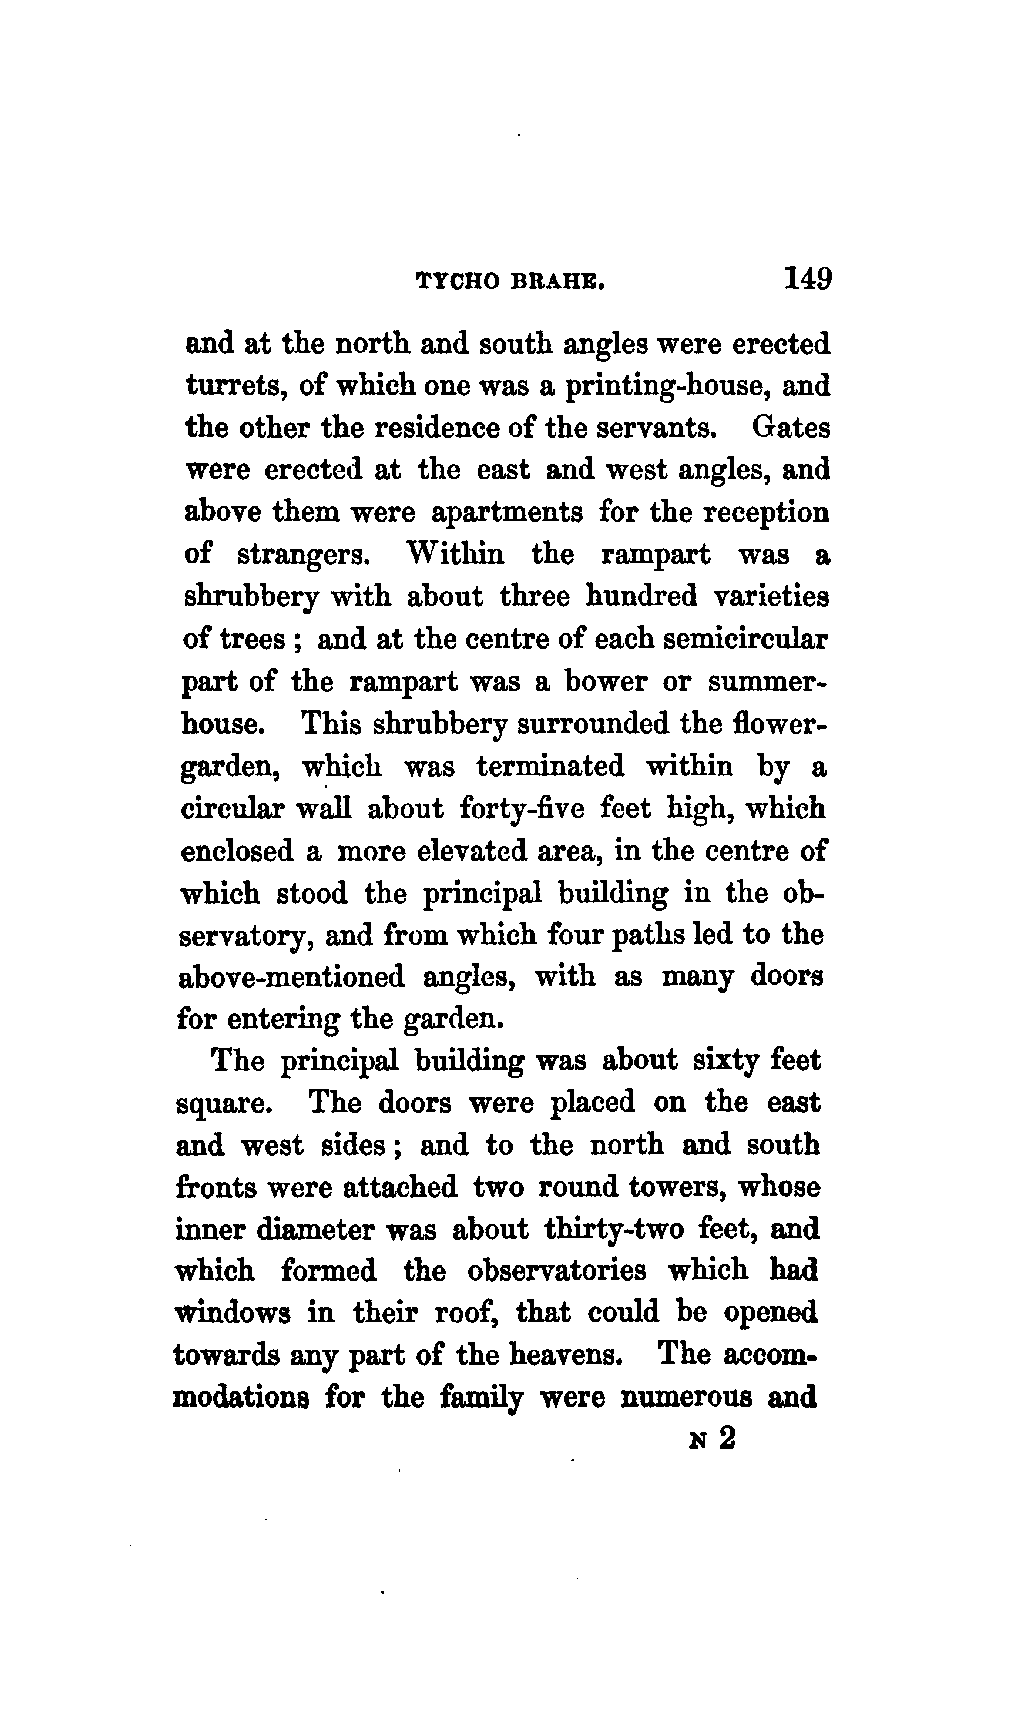 TYCHO BRAHE. 149
and at the north and south angles were erected
turrets, of which one was a printing-house, and
the other the residence of the servants. Gates
were erected at the east and west angles, and
above them were apartments for the reception
of strangers. Within the rampart was a
shrubbery with about three hundred varieties
of trees ; and at the centre of each semicircular
part of the rampart was a bower or summer-
house. This shrubbery surrounded the flower-
garden, which was terminated within by a
circular wall about forty-five feet high, which
enclosed a more elevated area, in the centre of
which stood the principal building in the ob-
servatory, and from which four paths led to the
above-mentioned angles, with as many doors
for entering the garden.
The principal building was about sixty feet
square. The doors were placed on the east
and west sides ; and to the north and south
fronts were attached two round towers, whose
inner diameter was about thirty-two feet, and
which formed the observatories which had
windows in their roof, that could be opened
towards any part of the heavens. The accom-
modations for the family were numerous and
N 2